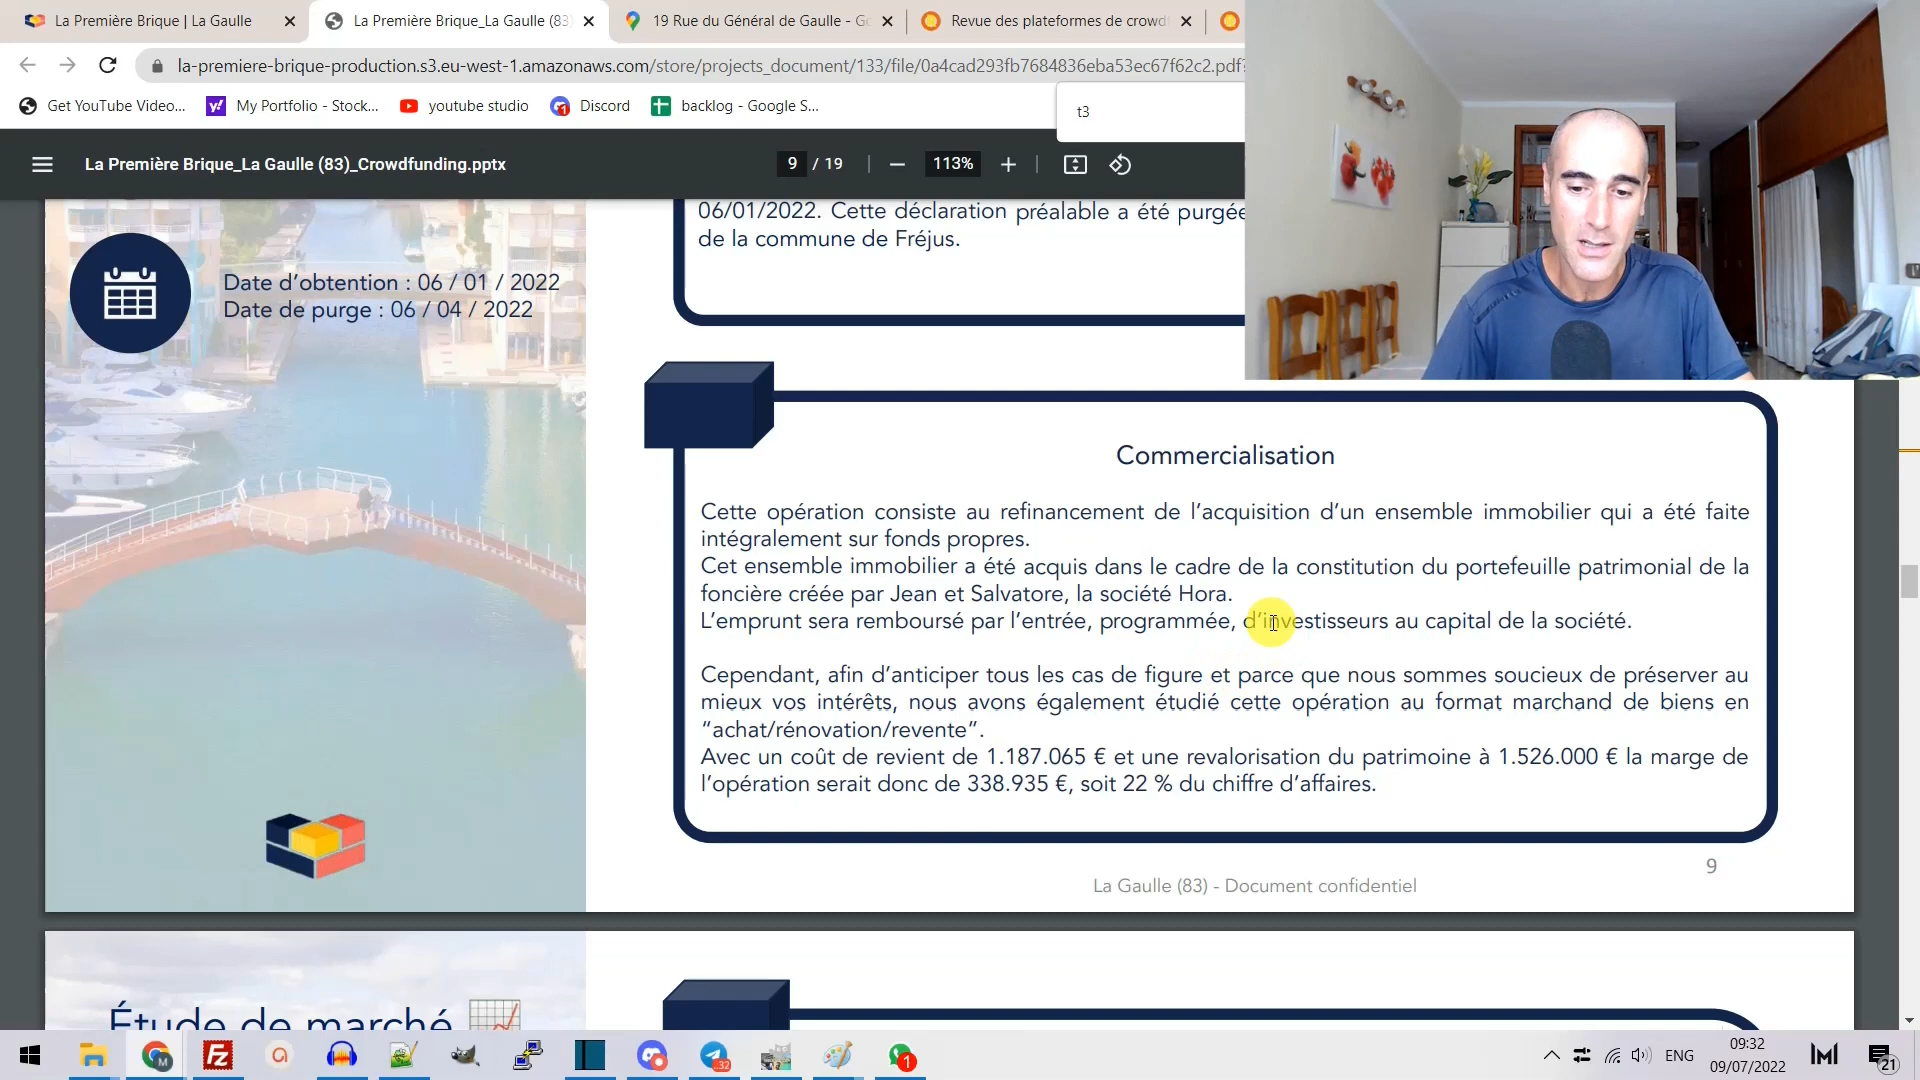 La Première Brique | La Gaulle
La Première Brique_La Gaulle (83)
19 Rue du Général de Gaulle - Go
Revue des plateformes de crowd
la-premiere-brique-production.s3.eu-west-1.amazonaws.com/store/projects_document/133/file/0a4cad293fb7684836eba53ec67f62c2.pdf?
Get YouTube Video...
My Portfolio - Stock...
youtube studio
Discord
backlog - Google S...
t3
La Première Brique_La Gaulle (83)_Crowdfunding.pptx
9 / 19
113%
06/01/2022. Cette déclaration préalable a été purgée
de la commune de Fréjus.
Date d'obtention : 06 / 01 / 2022
Date de purge : 06 / 04 / 2022
Commercialisation
Cette opération consiste au refinancement de l'acquisition d'un ensemble immobilier qui a été faite
intégralement sur fonds propres.
Cet ensemble immobilier a été acquis dans le cadre de la constitution du portefeuille patrimonial de la
foncière créée par Jean et Salvatore, la société Hora.
L'emprunt sera remboursé par l'entrée, programmée, d'investisseurs au capital de la société.
Cependant, afin d'anticiper tous les cas de figure et parce que nous sommes soucieux de préserver au
mieux vos intérêts, nous avons également étudié cette opération au format marchand de biens en
“achat/rénovation/revente”.
Avec un coût de revient de 1.187.065 € et une revalorisation du patrimoine à 1.526.000 € la marge de
l'opération serait donc de 338.935 €, soit 22 % du chiffre d'affaires.
9
La Gaulle (83) - Document confidentiel
Étude de marché
ENG
09:32
09/07/2022
21